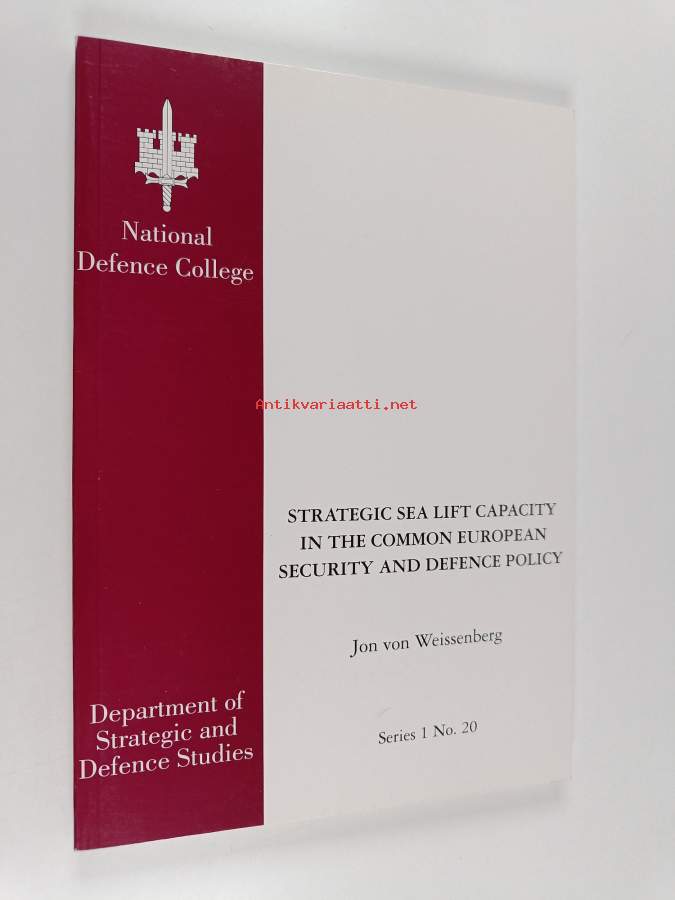 National
Defence College
Antikvariaatti.net
STRATEGIC SEA LIFT CAPACITY
IN THE COMMON EUROPEAN
SECURITY AND DEFENCE POLICY
Jon von Weissenberg
Department of
Strategic and
Defence Studies
Series 1 No. 20